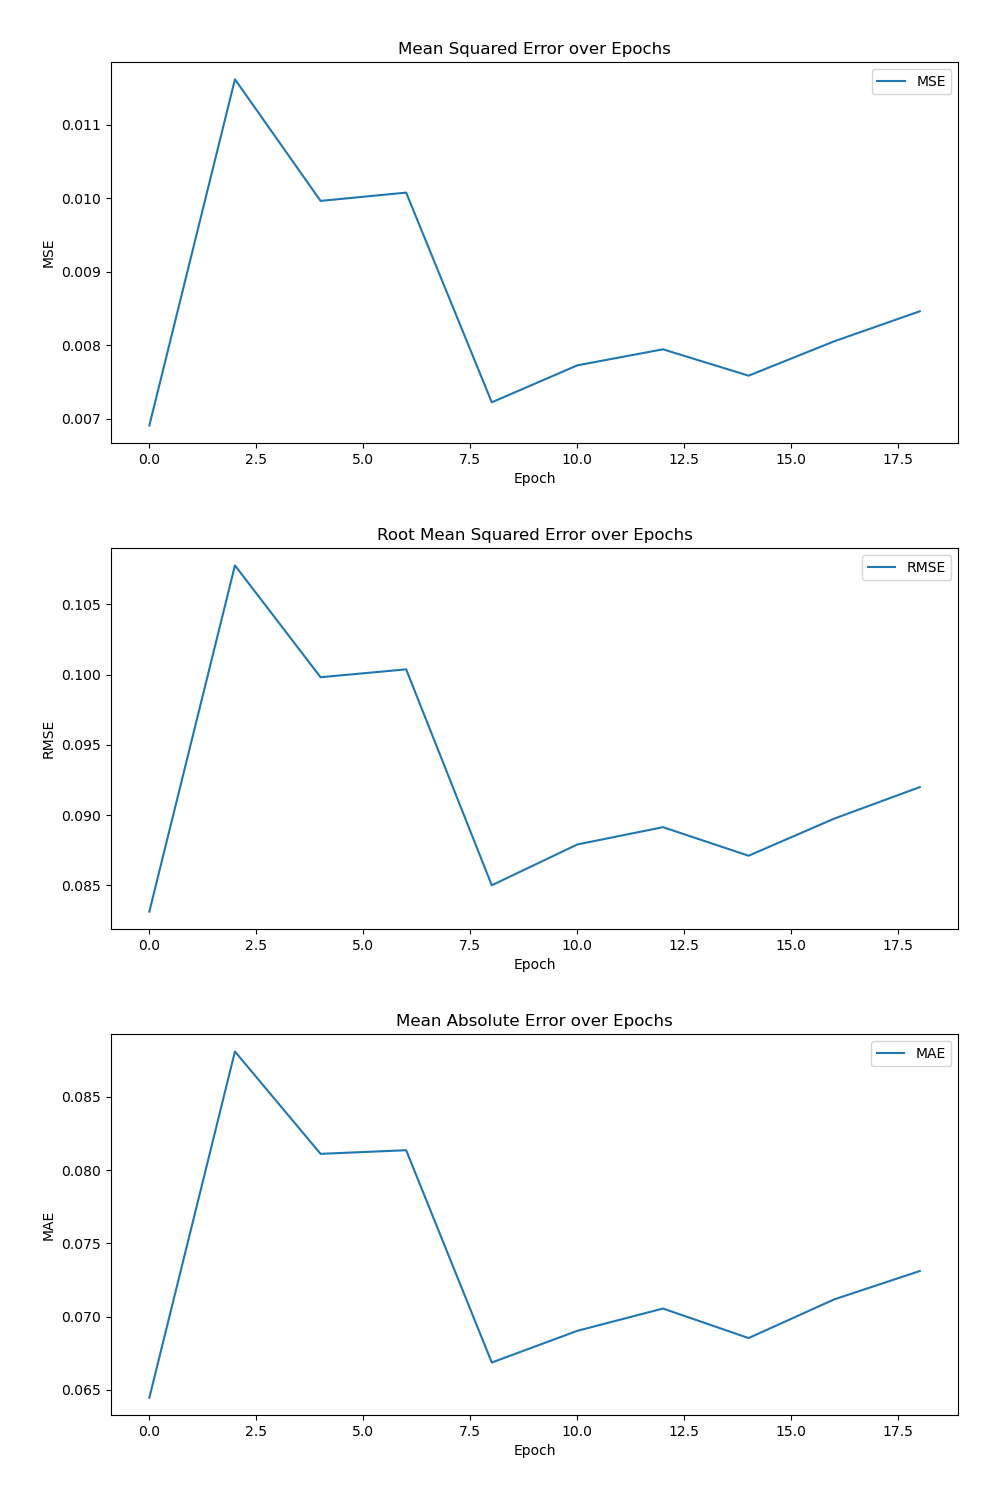 Mean Squared Error over Epochs
MSE
0.011
0.010
0.009
0.008
0.007
MSE
0.0 2.5 5.0 7.5 10.0 12.5 15.0 17.5
Epoch
Root Mean Squared Error over Epochs
RMSE
0.105
0.100
0.095
0.090
0.085
RMSE
0.0 2.5 5.0 7.5 10.0 12.5 15.0 17.5
Epoch
Mean Absolute Error over Epochs
MAE
0.085
0.080
0.075
0.070
0.065
MAE
0.0 2.5 5.0 7.5 10.0 12.5 15.0 17.5
Epoch